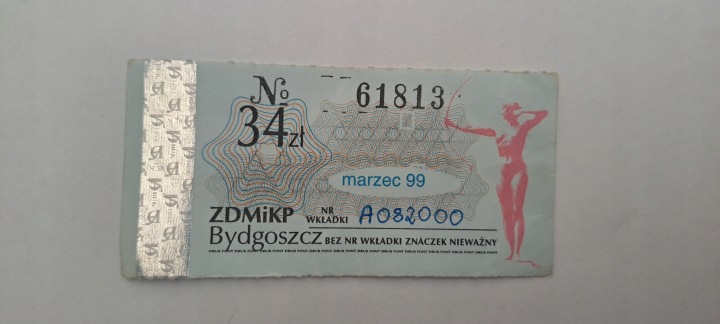 № 61813
34 zł
marzec 99
ZDMiKP NR WKŁADKI A082000
Bydgoszcz BEZ NR WKŁADKI ZNACZEK NIEWAŻNY